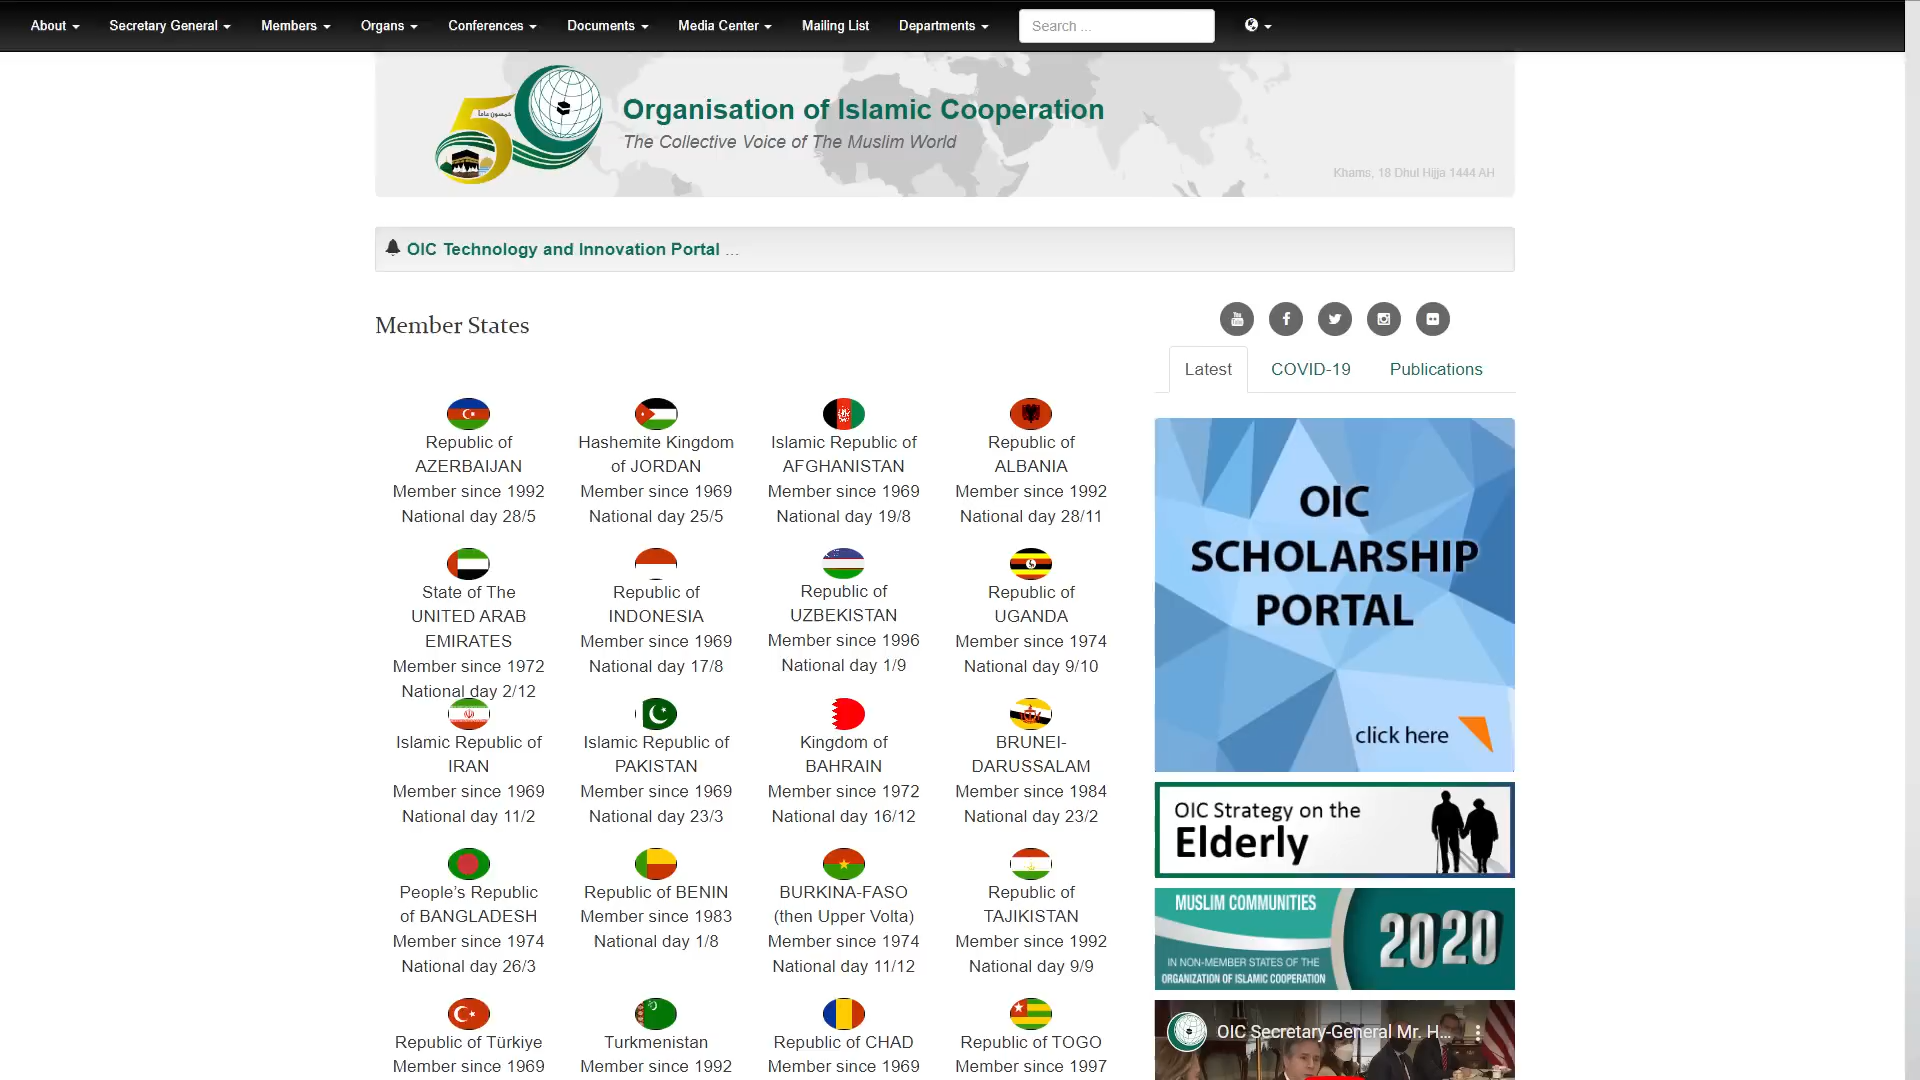 About
Secretary General
Members
Organs
Conferences
Documents
Media Center
Mailing List
Departments
Search ...
خمسون عاماً
Organisation of Islamic Cooperation
The Collective Voice of The Muslim World
Khams, 18 Dhul Hijja 1444 AH
OIC Technology and Innovation Portal ...
Member States
Latest
COVID-19
Publications
Republic of
AZERBAIJAN
Member since 1992
National day 28/5
Hashemite Kingdom
of JORDAN
Member since 1969
National day 25/5
Islamic Republic of
AFGHANISTAN
Member since 1969
National day 19/8
Republic of
ALBANIA
Member since 1992
National day 28/11
State of The
UNITED ARAB
EMIRATES
Member since 1972
National day 2/12
Republic of
INDONESIA
Member since 1969
National day 17/8
Republic of
UZBEKISTAN
Member since 1996
National day 1/9
Republic of
UGANDA
Member since 1974
National day 9/10
Islamic Republic of
IRAN
Member since 1969
National day 11/2
Islamic Republic of
PAKISTAN
Member since 1969
National day 23/3
Kingdom of
BAHRAIN
Member since 1972
National day 16/12
BRUNEI-
DARUSSALAM
Member since 1984
National day 23/2
People’s Republic
of BANGLADESH
Member since 1974
National day 26/3
Republic of BENIN
Member since 1983
National day 1/8
BURKINA-FASO
(then Upper Volta)
Member since 1974
National day 11/12
Republic of
TAJIKISTAN
Member since 1992
National day 9/9
Republic of Türkiye
Member since 1969
Turkmenistan
Member since 1992
Republic of CHAD
Member since 1969
Republic of TOGO
Member since 1997
OIC
SCHOLARSHIP
PORTAL
click here
OIC Strategy on the
Elderly
MUSLIM COMMUNITIES
2020
IN NON-MEMBER STATES OF THE
ORGANIZATION OF ISLAMIC COOPERATION
OIC Secretary-General Mr. H...